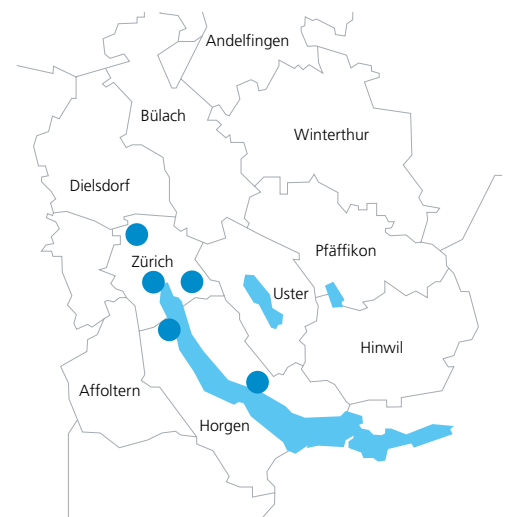 Andelfingen
Bülach
Winterthur
Dielsdorf
Pfäffikon
Zürich
Uster
Hinwil
Affoltern
Horgen